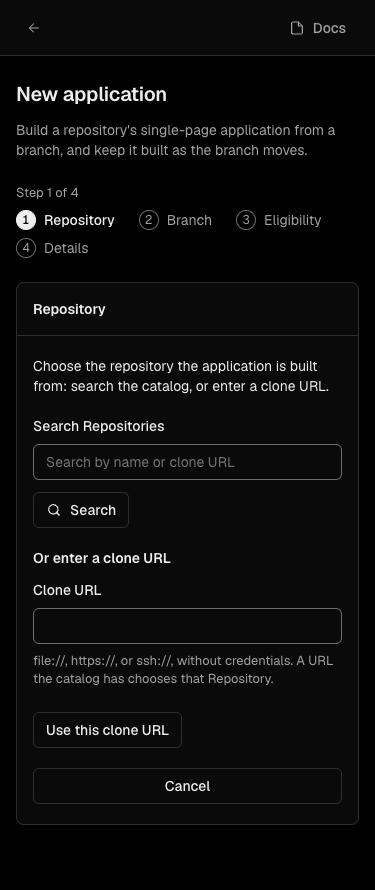 Docs
New application
Build a repository's single-page application from a
branch, and keep it built as the branch moves.
Step 1 of 4
1 Repository 2 Branch 3 Eligibility
4 Details
Repository
Choose the repository the application is built
from: search the catalog, or enter a clone URL.
Search Repositories
Search by name or clone URL
Search
Or enter a clone URL
Clone URL
file://, https://, or ssh://, without credentials. A URL
the catalog has chooses that Repository.
Use this clone URL
Cancel